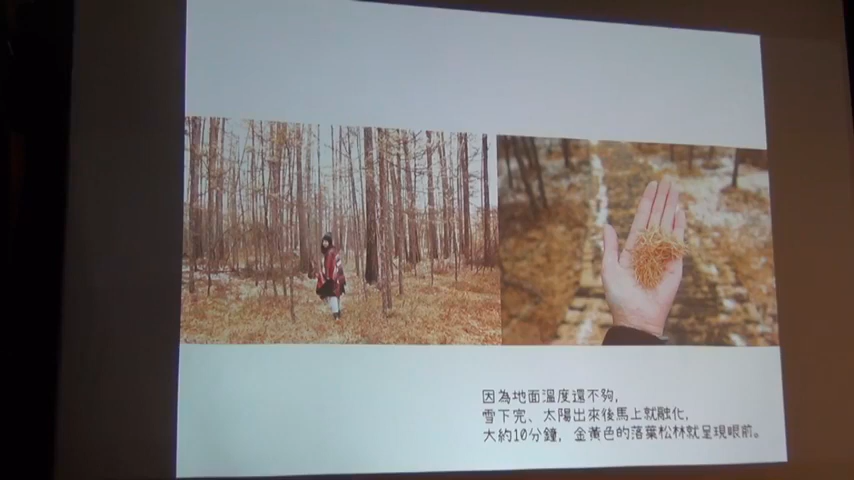 因為地面溫度還不夠,
雪下完、太陽出來後馬上就融化,
大約10分鐘, 金黃色的落葉松林就呈現眼前。